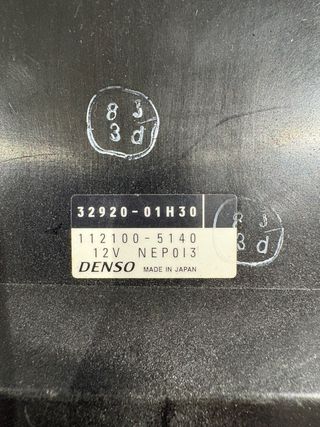 8 3
3 d
32920-01H30
8 3
3 d
112100-5140
12V NEP013
DENSO MADE IN JAPAN